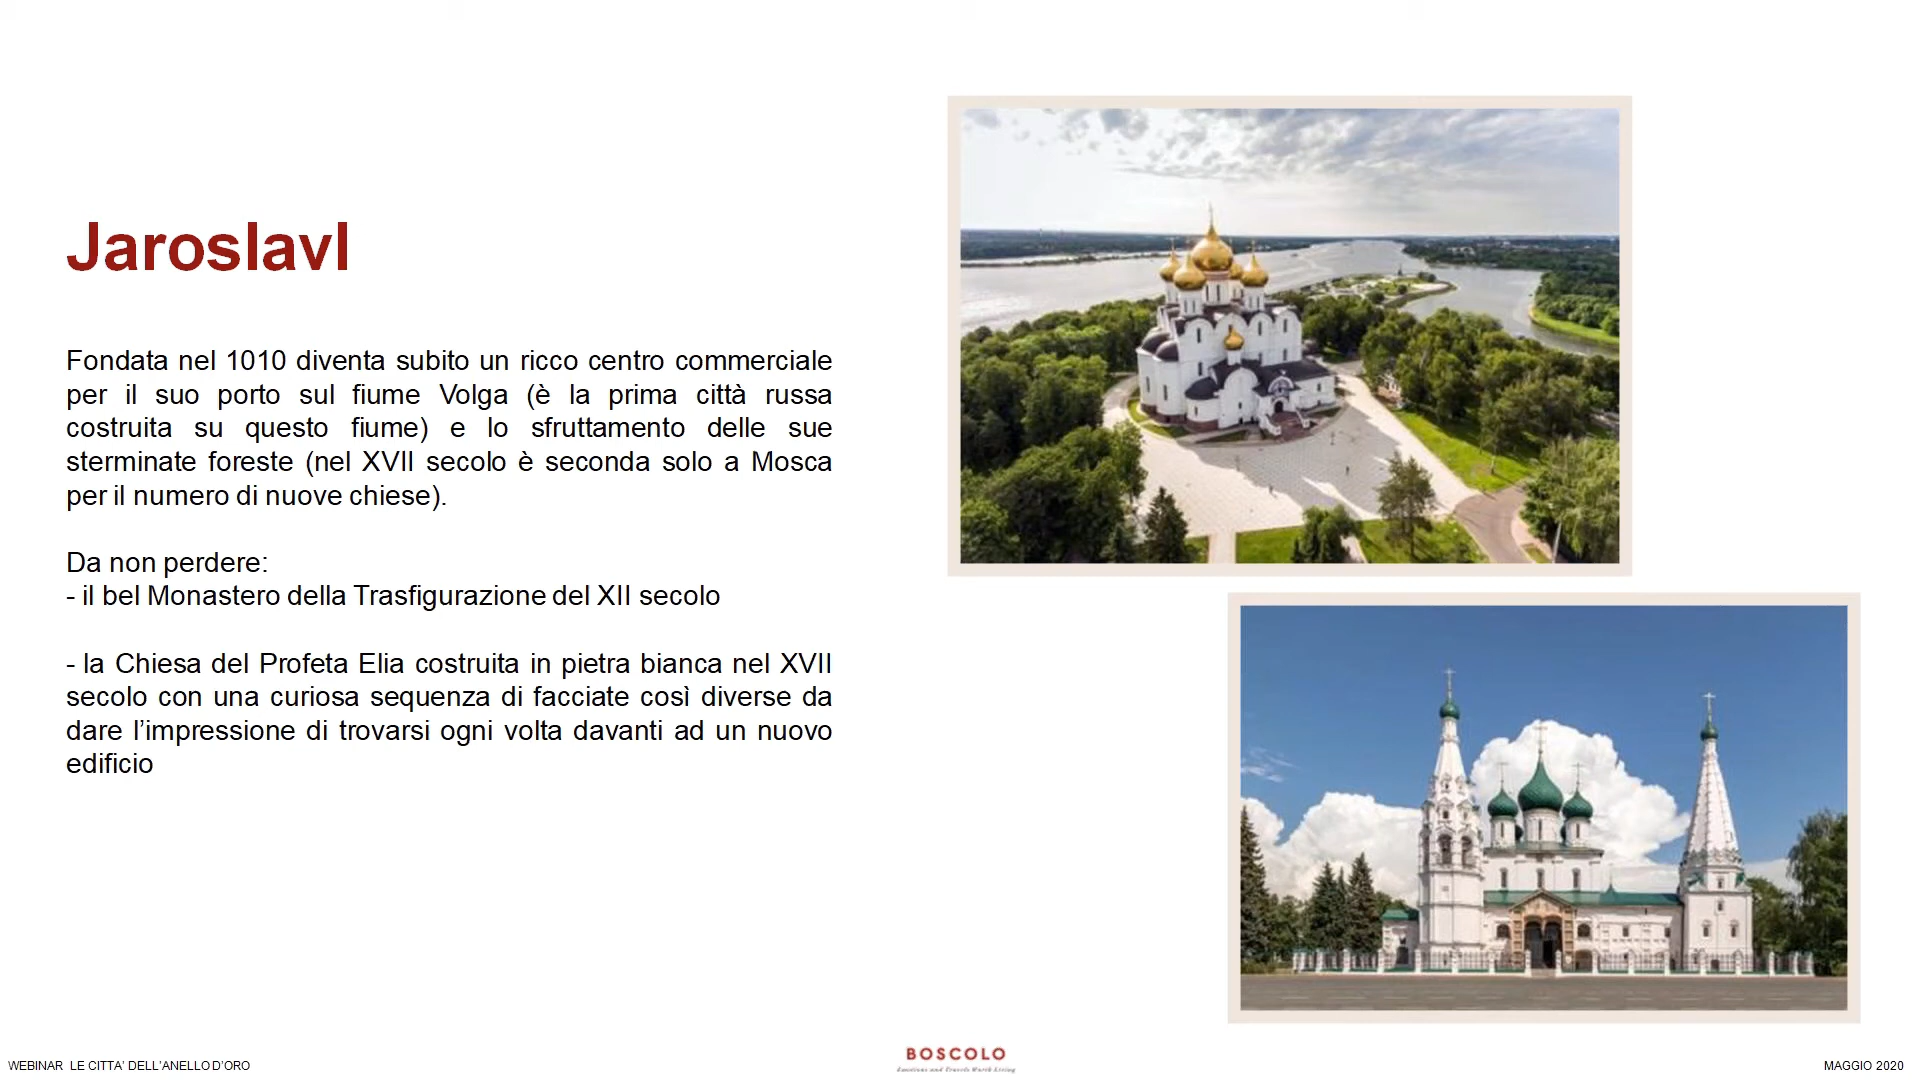 Jaroslavl
Fondata nel 1010 diventa subito un ricco centro commerciale
per il suo porto sul fiume Volga (è la prima città russa
costruita su questo fiume) e lo sfruttamento delle sue
sterminate foreste (nel XVII secolo è seconda solo a Mosca
per il numero di nuove chiese).
Da non perdere:
- il bel Monastero della Trasfigurazione del XII secolo
- la Chiesa del Profeta Elia costruita in pietra bianca nel XVII
secolo con una curiosa sequenza di facciate così diverse da
dare l’impressione di trovarsi ogni volta davanti ad un nuovo
edificio
WEBINAR LE CITTA’ DELL’ANELLO D’ORO
BOSCOLO
Emotions and Travels Worth Living
MAGGIO 2020